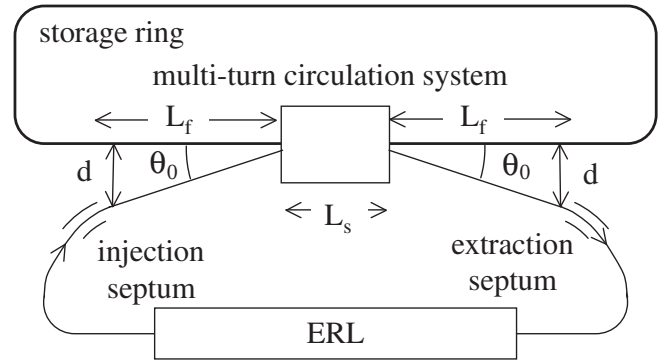 storage ring
multi-turn circulation system
L_f L_f
d θ_0 θ_0 d
L_s
injection
septum
extraction
septum
ERL